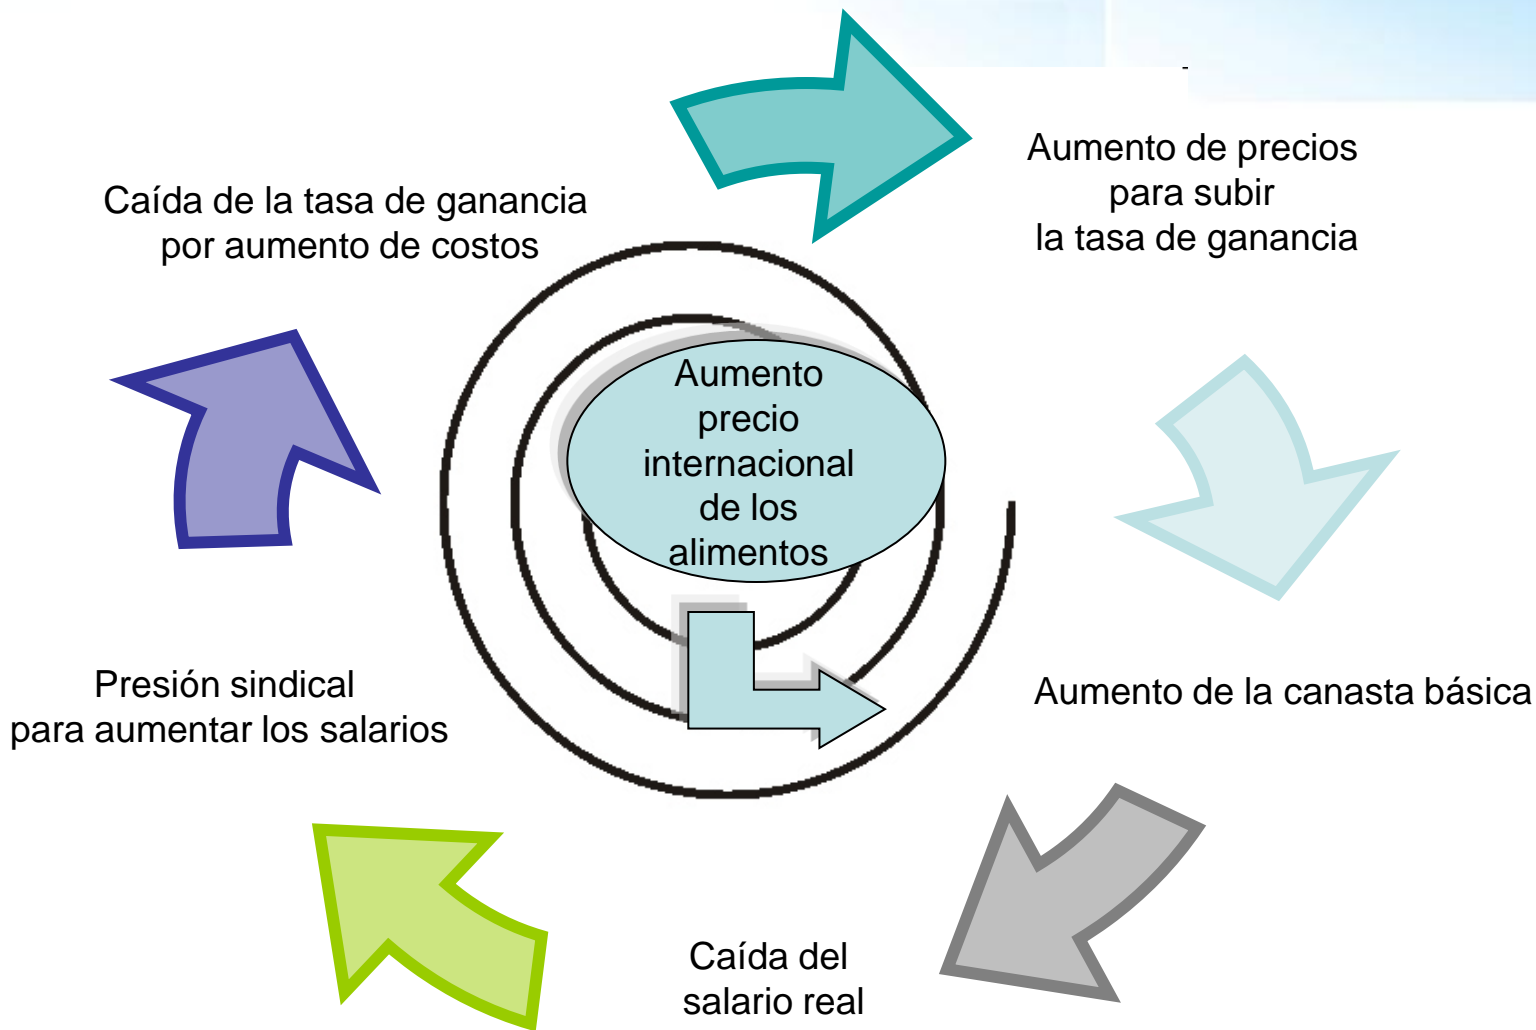 Aumento de precios
para subir
la tasa de ganancia
Caída de la tasa de ganancia
por aumento de costos
Aumento
precio
internacional
de los
alimentos
Presión sindical
para aumentar los salarios
Aumento de la canasta básica
Caída del
salario real